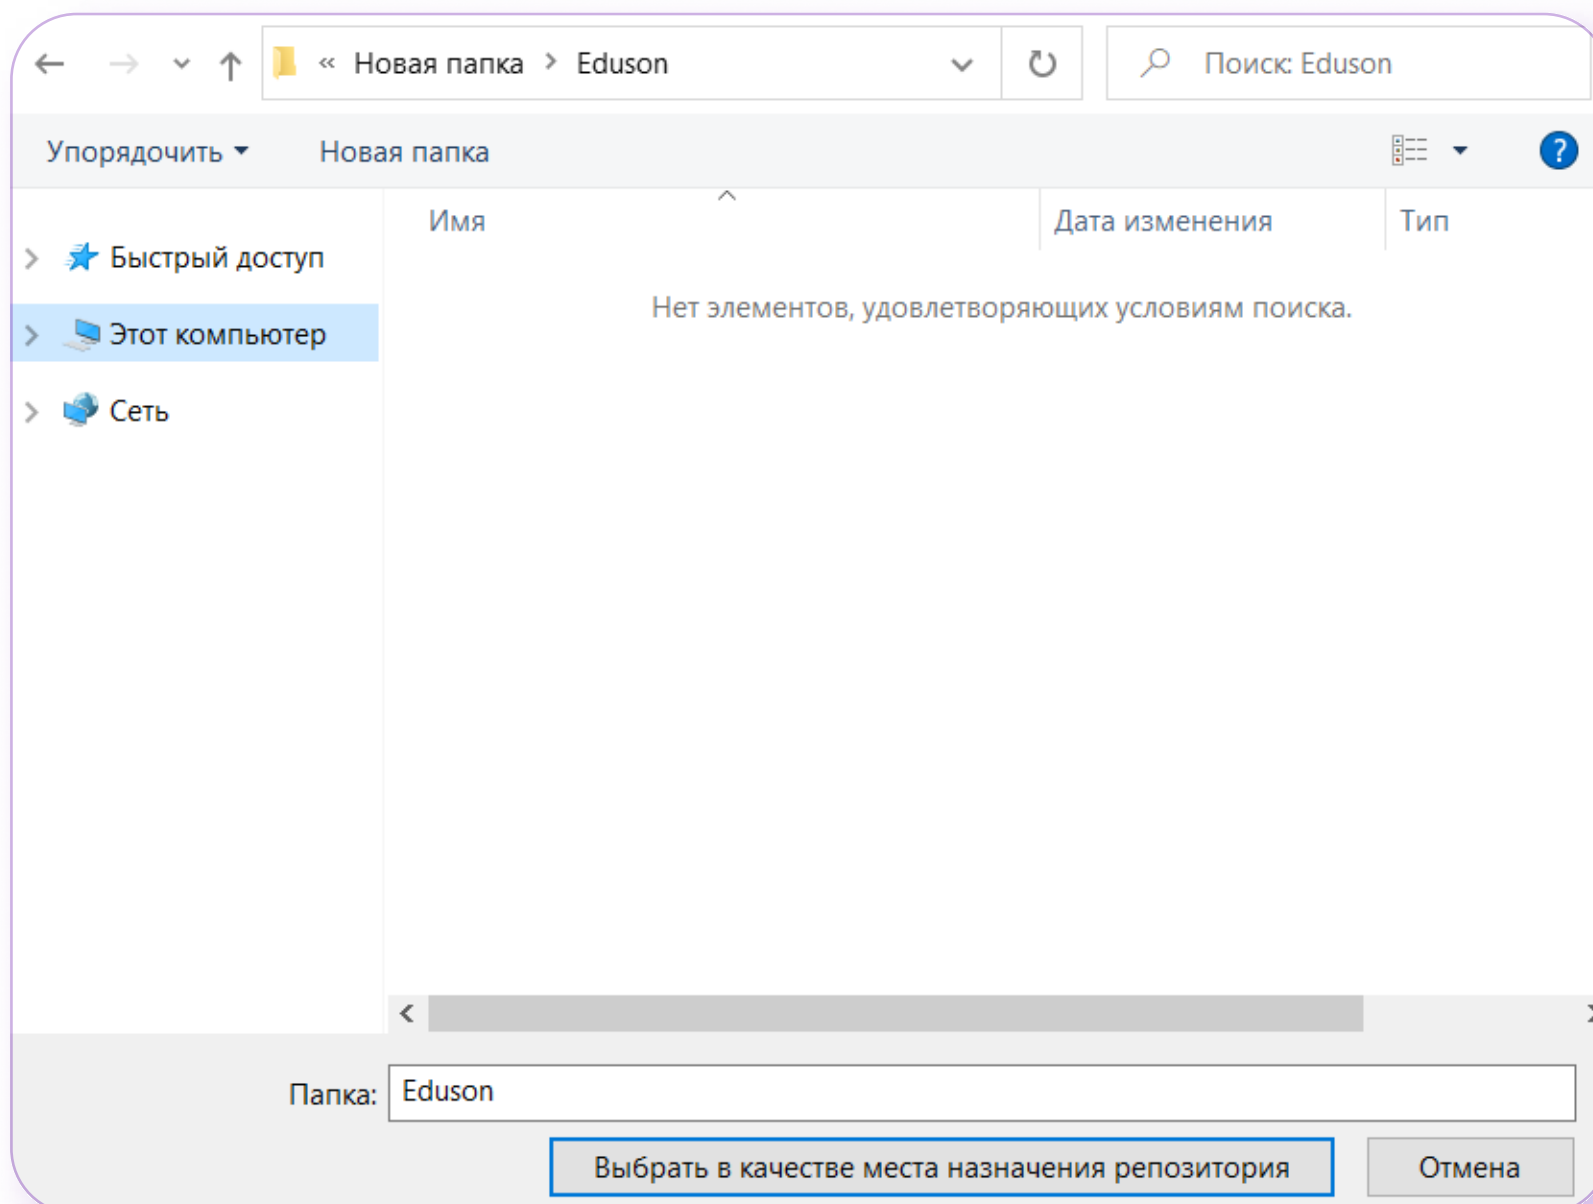 « Новая папка > Eduson
Поиск: Eduson
Упорядочить
Новая папка
Имя
Дата изменения
Тип
Быстрый доступ
Этот компьютер
Сеть
Нет элементов, удовлетворяющих условиям поиска.
Папка: Eduson
Выбрать в качестве места назначения репозитория
Отмена